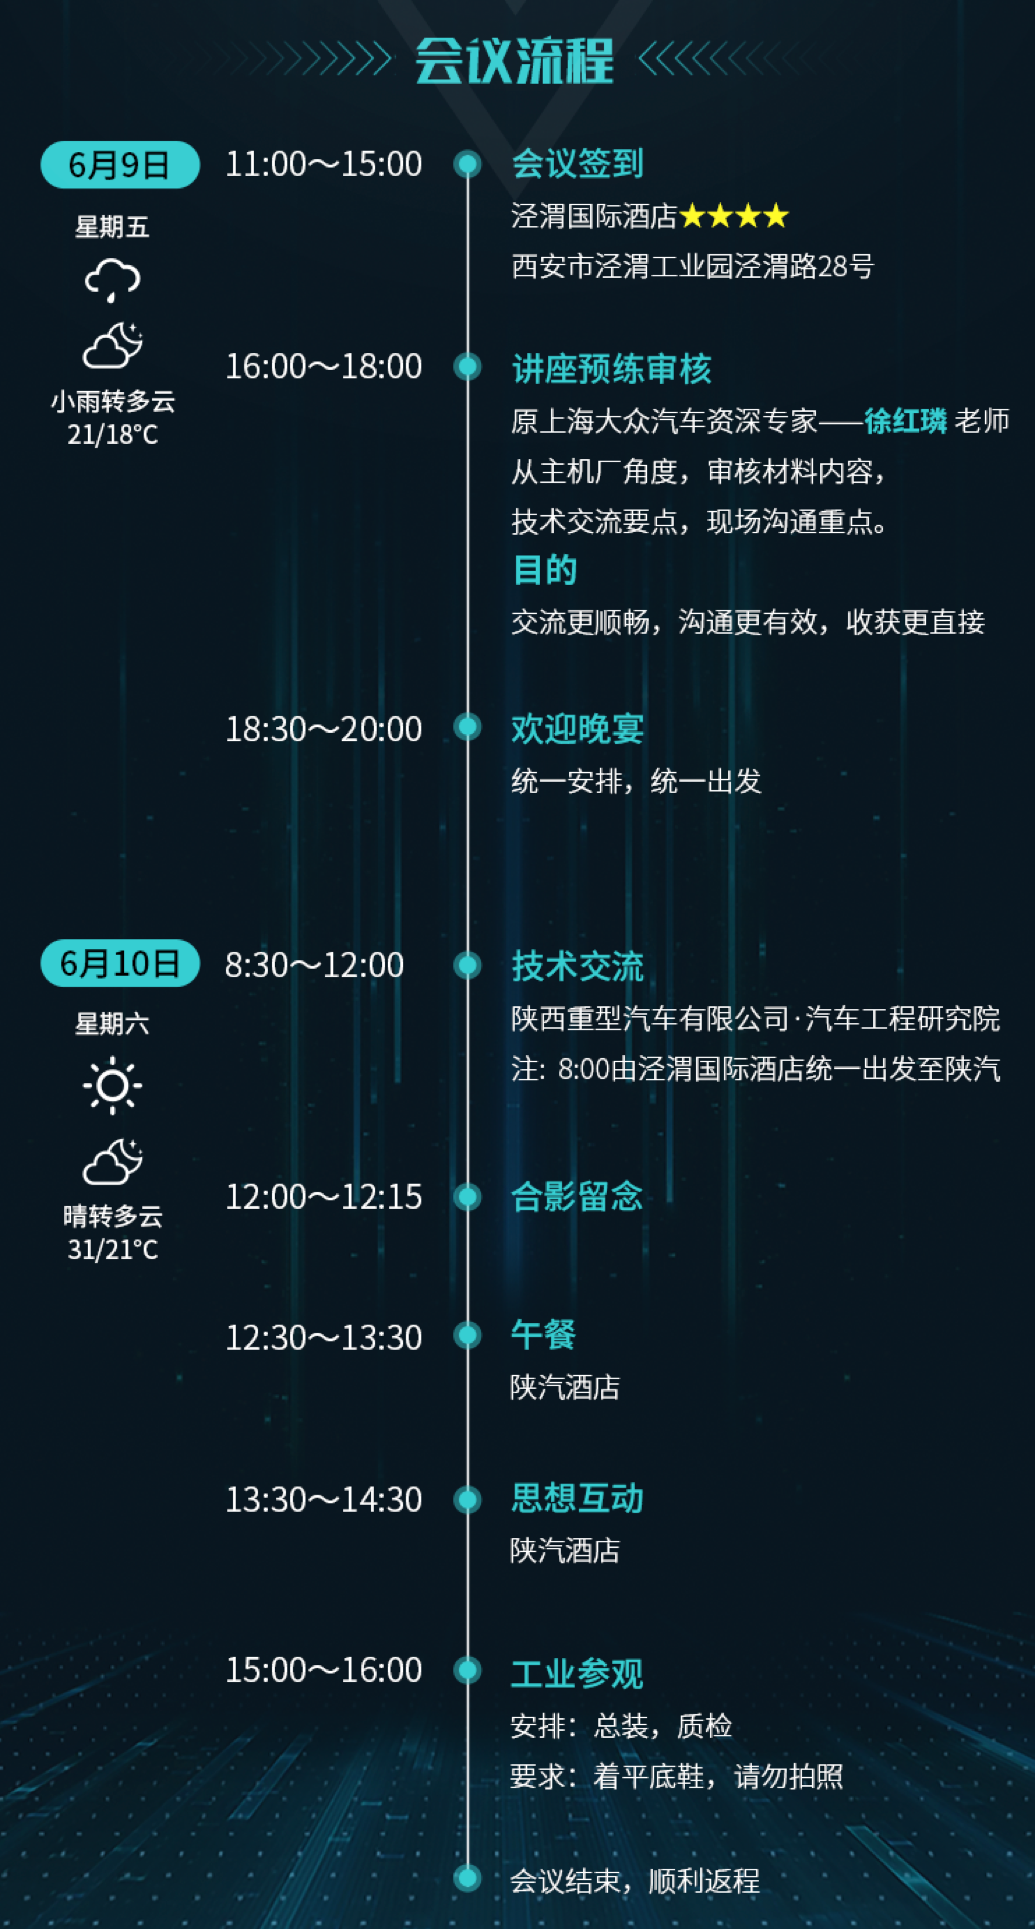 会议流程
6月9日
星期五
小雨转多云
21/18°C
11:00～15:00
会议签到
泾渭国际酒店★★★★
西安市泾渭工业园泾渭路28号
16:00～18:00
讲座预练审核
原上海大众汽车资深专家——徐红璘 老师
从主机厂角度，审核材料内容，
技术交流要点，现场沟通重点。
目的
交流更顺畅，沟通更有效，收获更直接
18:30～20:00
欢迎晚宴
统一安排，统一出发
6月10日
星期六
晴转多云
31/21°C
8:30～12:00
技术交流
陕西重型汽车有限公司·汽车工程研究院
注: 8:00由泾渭国际酒店统一出发至陕汽
12:00～12:15
合影留念
12:30～13:30
午餐
陕汽酒店
13:30～14:30
思想互动
陕汽酒店
15:00～16:00
工业参观
安排：总装，质检
要求：着平底鞋，请勿拍照
会议结束，顺利返程